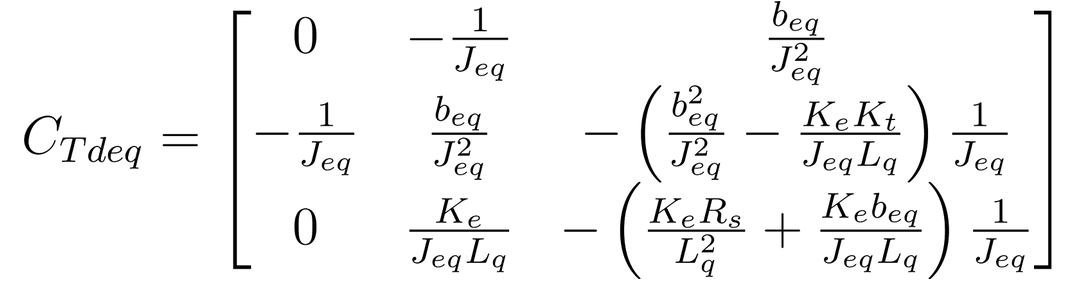 $C_{Tdeq} = \begin{bmatrix} 0 & -\frac{1}{J_{eq}} & \frac{b_{eq}}{J_{eq}^2} \\ -\frac{1}{J_{eq}} & \frac{b_{eq}}{J_{eq}^2} & -\left(\frac{b_{eq}^2}{J_{eq}^2} - \frac{K_e K_t}{J_{eq} L_q}\right)\frac{1}{J_{eq}} \\ 0 & \frac{K_e}{J_{eq} L_q} & -\left(\frac{K_e R_s}{L_q^2} + \frac{K_e b_{eq}}{J_{eq} L_q}\right)\frac{1}{J_{eq}} \end{bmatrix}$